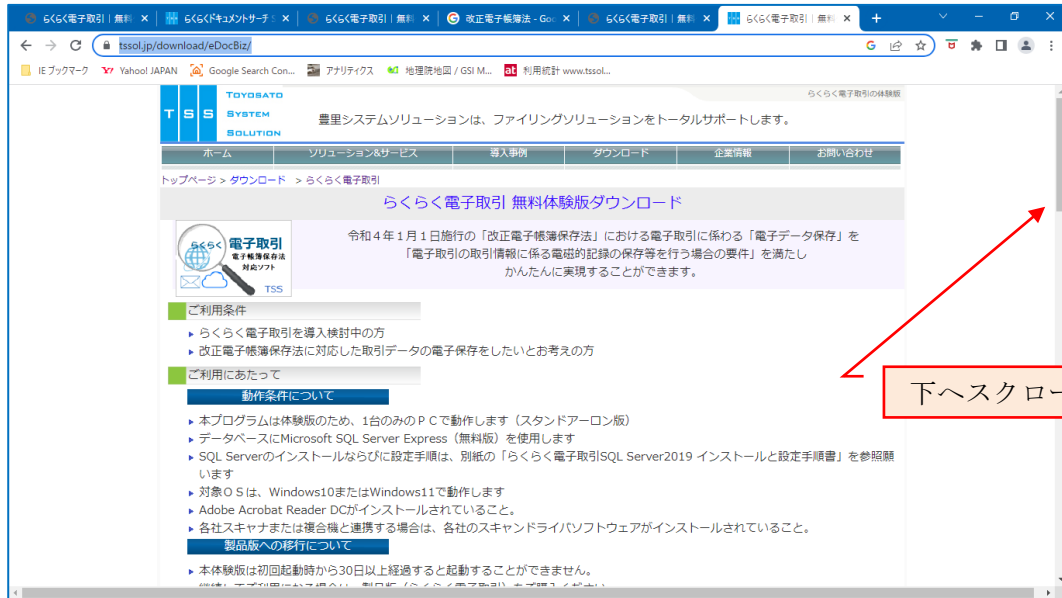 らくらく電子取引 | 無料
らくらくドキュメントサーチ S
らくらく電子取引 | 無料
改正電子帳簿法 - Goo
らくらく電子取引 | 無料
らくらく電子取引 | 無料
tssol.jp/download/eDocBiz/
IE ブックマーク
Yahoo! JAPAN
Google Search Con...
アナリティクス
地理院地図 / GSI M...
利用統計 www.tssol...
らくらく電子取引の体験版
TSS
TOYOSATO
SYSTEM
SOLUTION
豊里システムソリューションは、ファイリングソリューションをトータルサポートします。
ホーム
ソリューション&サービス
導入事例
ダウンロード
企業情報
お問い合わせ
トップページ > ダウンロード > らくらく電子取引
らくらく電子取引 無料体験版ダウンロード
らくらく
電子取引
電子帳簿保存法
対応ソフト
TSS
令和４年１月１日施行の「改正電子帳簿保存法」における電子取引に係わる「電子データ保存」を
「電子取引の取引情報に係る電磁的記録の保存等を行う場合の要件」を満たし
かんたんに実現することができます。
ご利用条件
らくらく電子取引を導入検討中の方
改正電子帳簿保存法に対応した取引データの電子保存をしたいとお考えの方
ご利用にあたって
動作条件について
本プログラムは体験版のため、1台のみのＰＣで動作します（スタンドアーロン版）
データベースにMicrosoft SQL Server Express（無料版）を使用します
SQL Serverのインストールならびに設定手順は、別紙の「らくらく電子取引SQL Server2019 インストールと設定手順書」を参照願
います
対象ＯＳは、Windows10またはWindows11で動作します
Adobe Acrobat Reader DCがインストールされていること。
各社スキャナまたは複合機と連携する場合は、各社のスキャンドライバソフトウェアがインストールされていること。
下へスクロー
製品版への移行について
本体験版は初回起動時から30日以上経過すると起動することができません。